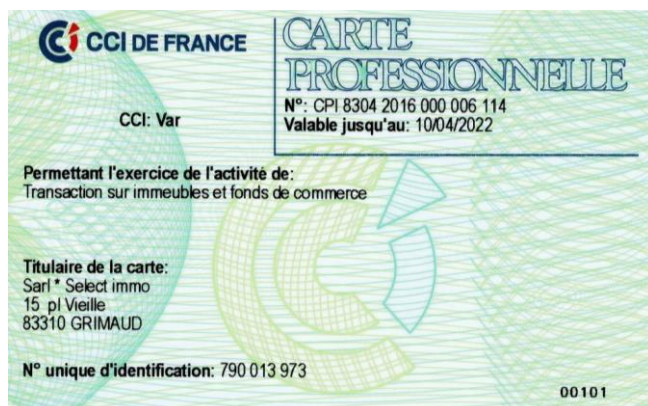 CCI DE FRANCE
CARTE
PROFESSIONNELLE
N°: CPI 8304 2016 000 006 114
Valable jusqu'au: 10/04/2022
CCI: Var
Permettant l'exercice de l'activité de:
Transaction sur immeubles et fonds de commerce
Titulaire de la carte:
Sarl * Select immo
15 pl Vieille
83310 GRIMAUD
N° unique d'identification: 790 013 973
00101